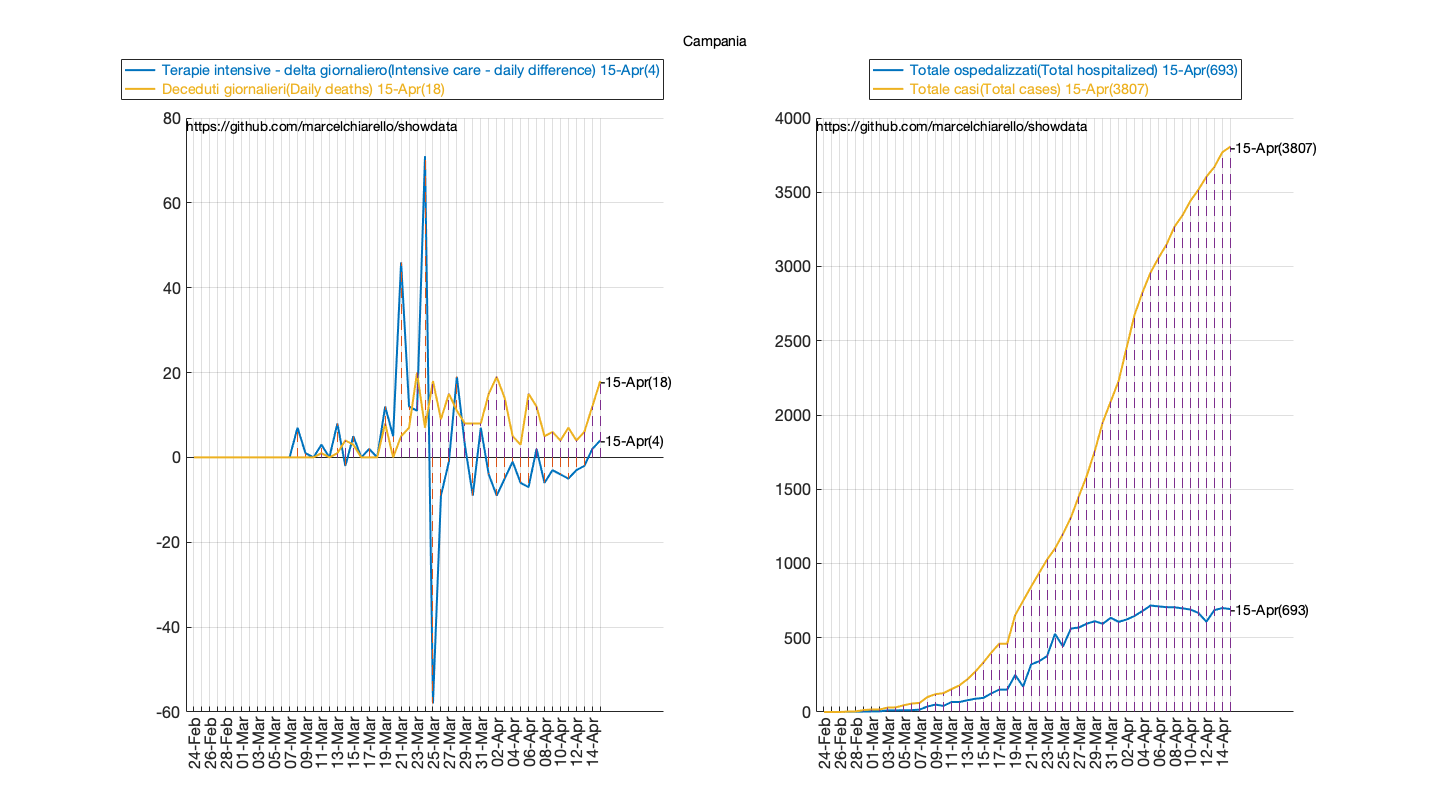 Campania
Terapie intensive - delta giornaliero(Intensive care - daily difference) 15-Apr(4)
Deceduti giornalieri(Daily deaths) 15-Apr(18)
https://github.com/marcelchiarello/showdata
80
60
40
20
0
-20
-40
-60
15-Apr(18)
15-Apr(4)
24-Feb
26-Feb
28-Feb
01-Mar
03-Mar
05-Mar
07-Mar
09-Mar
11-Mar
13-Mar
15-Mar
17-Mar
19-Mar
21-Mar
23-Mar
25-Mar
27-Mar
29-Mar
31-Mar
02-Apr
04-Apr
06-Apr
08-Apr
10-Apr
12-Apr
14-Apr
Totale ospedalizzati(Total hospitalized) 15-Apr(693)
Totale casi(Total cases) 15-Apr(3807)
https://github.com/marcelchiarello/showdata
4000
3500
3000
2500
2000
1500
1000
500
0
15-Apr(3807)
15-Apr(693)
24-Feb
26-Feb
28-Feb
01-Mar
03-Mar
05-Mar
07-Mar
09-Mar
11-Mar
13-Mar
15-Mar
17-Mar
19-Mar
21-Mar
23-Mar
25-Mar
27-Mar
29-Mar
31-Mar
02-Apr
04-Apr
06-Apr
08-Apr
10-Apr
12-Apr
14-Apr